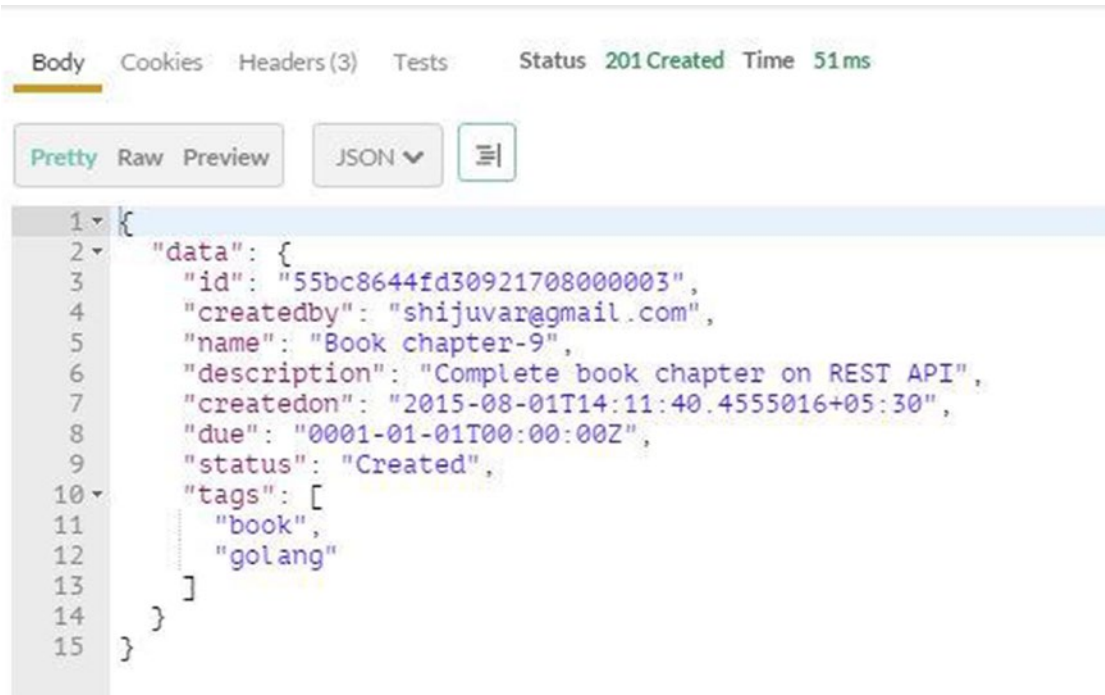 Body Cookies Headers (3) Tests Status 201 Created Time 51 ms
Pretty Raw Preview JSON
1 {
2 "data": {
3 "id": "55bc8644fd30921708000003",
4 "createdby": "shijuvar@gmail.com",
5 "name": "Book chapter-9",
6 "description": "Complete book chapter on REST API",
7 "createdon": "2015-08-01T14:11:40.4555016+05:30",
8 "due": "0001-01-01T00:00:00Z",
9 "status": "Created",
10 "tags": [
11 "book",
12 "golang"
13 ]
14 }
15 }